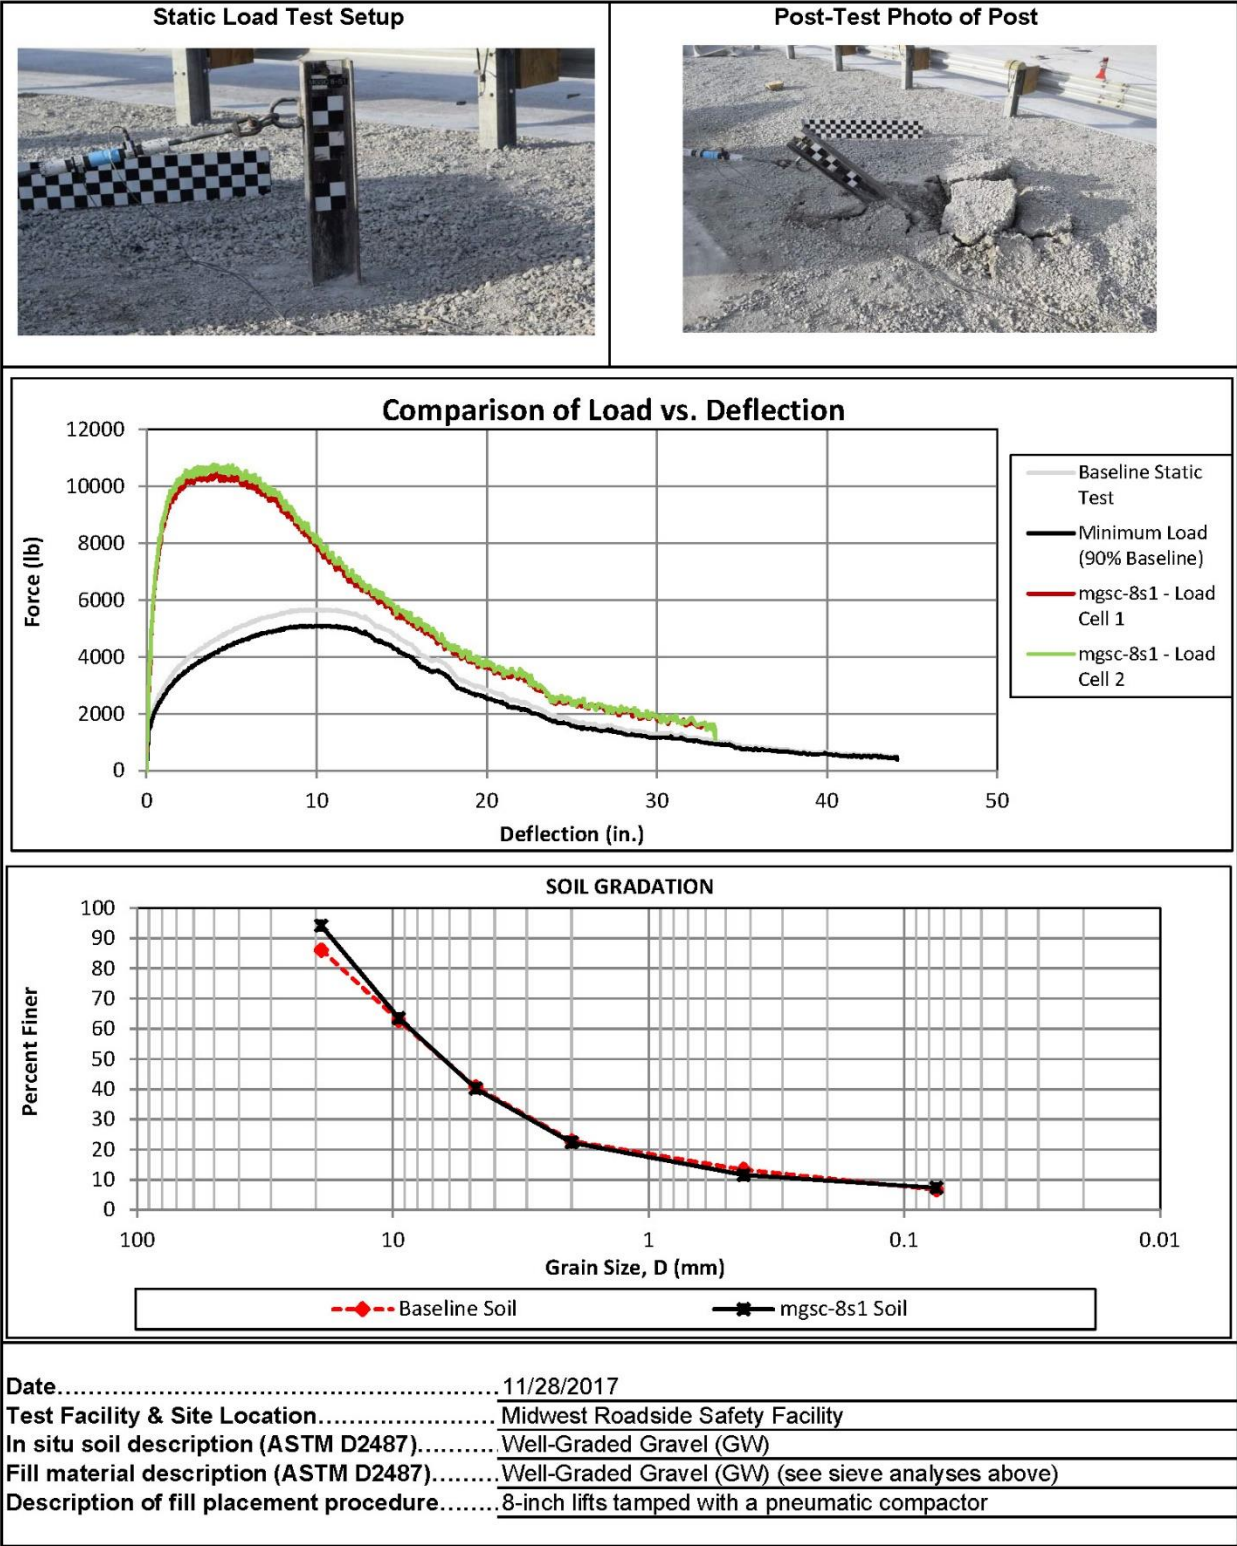 Static Load Test Setup
Post-Test Photo of Post
Comparison of Load vs. Deflection
12000
10000
8000
6000
4000
2000
0
Force (lb)
0 10 20 30 40 50
Deflection (in.)
Baseline Static
Test
Minimum Load
(90% Baseline)
mgsc-8s1 - Load
Cell 1
mgsc-8s1 - Load
Cell 2
SOIL GRADATION
100
90
80
70
60
50
40
30
20
10
0
Percent Finer
100 10 1 0.1 0.01
Grain Size, D (mm)
Baseline Soil
mgsc-8s1 Soil
Date.................................................... 11/28/2017
Test Facility & Site Location..................... Midwest Roadside Safety Facility
In situ soil description (ASTM D2487)......... Well-Graded Gravel (GW)
Fill material description (ASTM D2487)........ Well-Graded Gravel (GW) (see sieve analyses above)
Description of fill placement procedure....... 8-inch lifts tamped with a pneumatic compactor